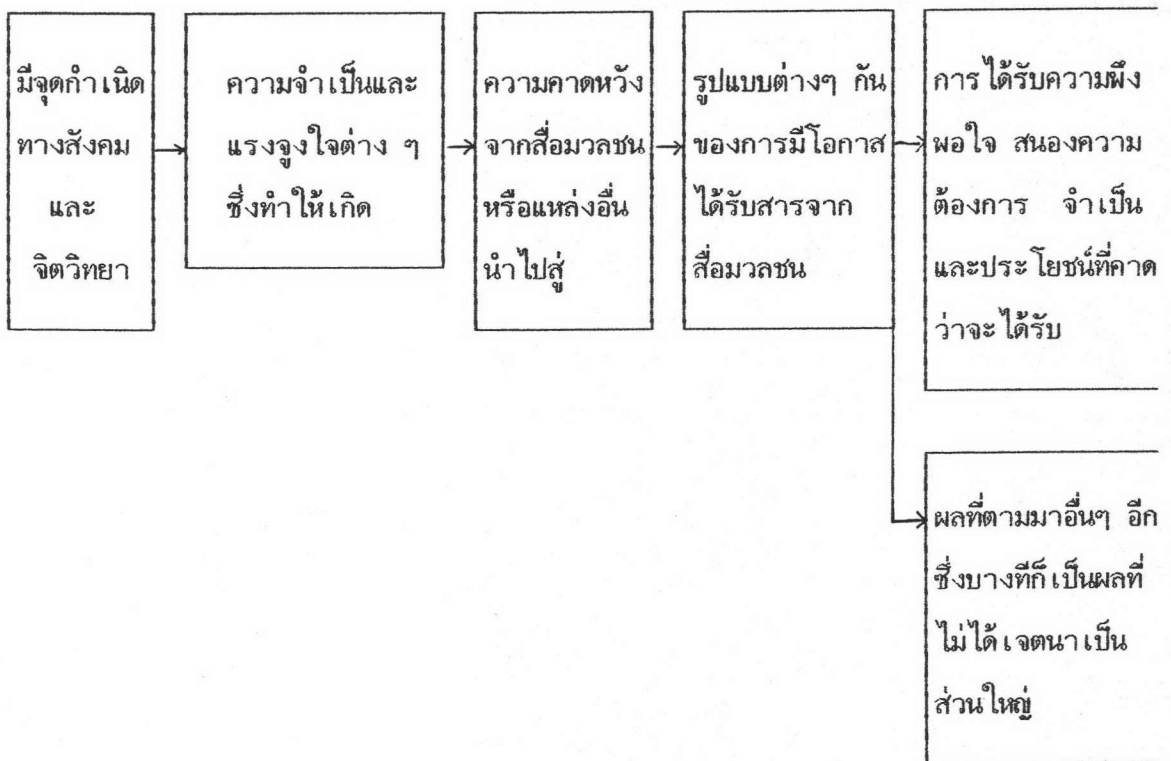 มีจุดกำเนิด
ทางสังคม
และ
จิตวิทยา
ความจำเป็นและ
แรงจูงใจต่าง ๆ
ซึ่งทำให้เกิด
ความคาดหวัง
จากสื่อมวลชน
หรือแหล่งอื่น
นำไปสู่
รูปแบบต่างๆ กัน
ของการมีโอกาส
ได้รับสารจาก
สื่อมวลชน
การได้รับความพึง
พอใจ สนองความ
ต้องการ จำเป็น
และประโยชน์ที่คาด
ว่าจะได้รับ
ผลที่ตามมาอื่นๆ อีก
ซึ่งบางทีก็เป็นผลที่
ไม่ได้เจตนาเป็น
ส่วนใหญ่